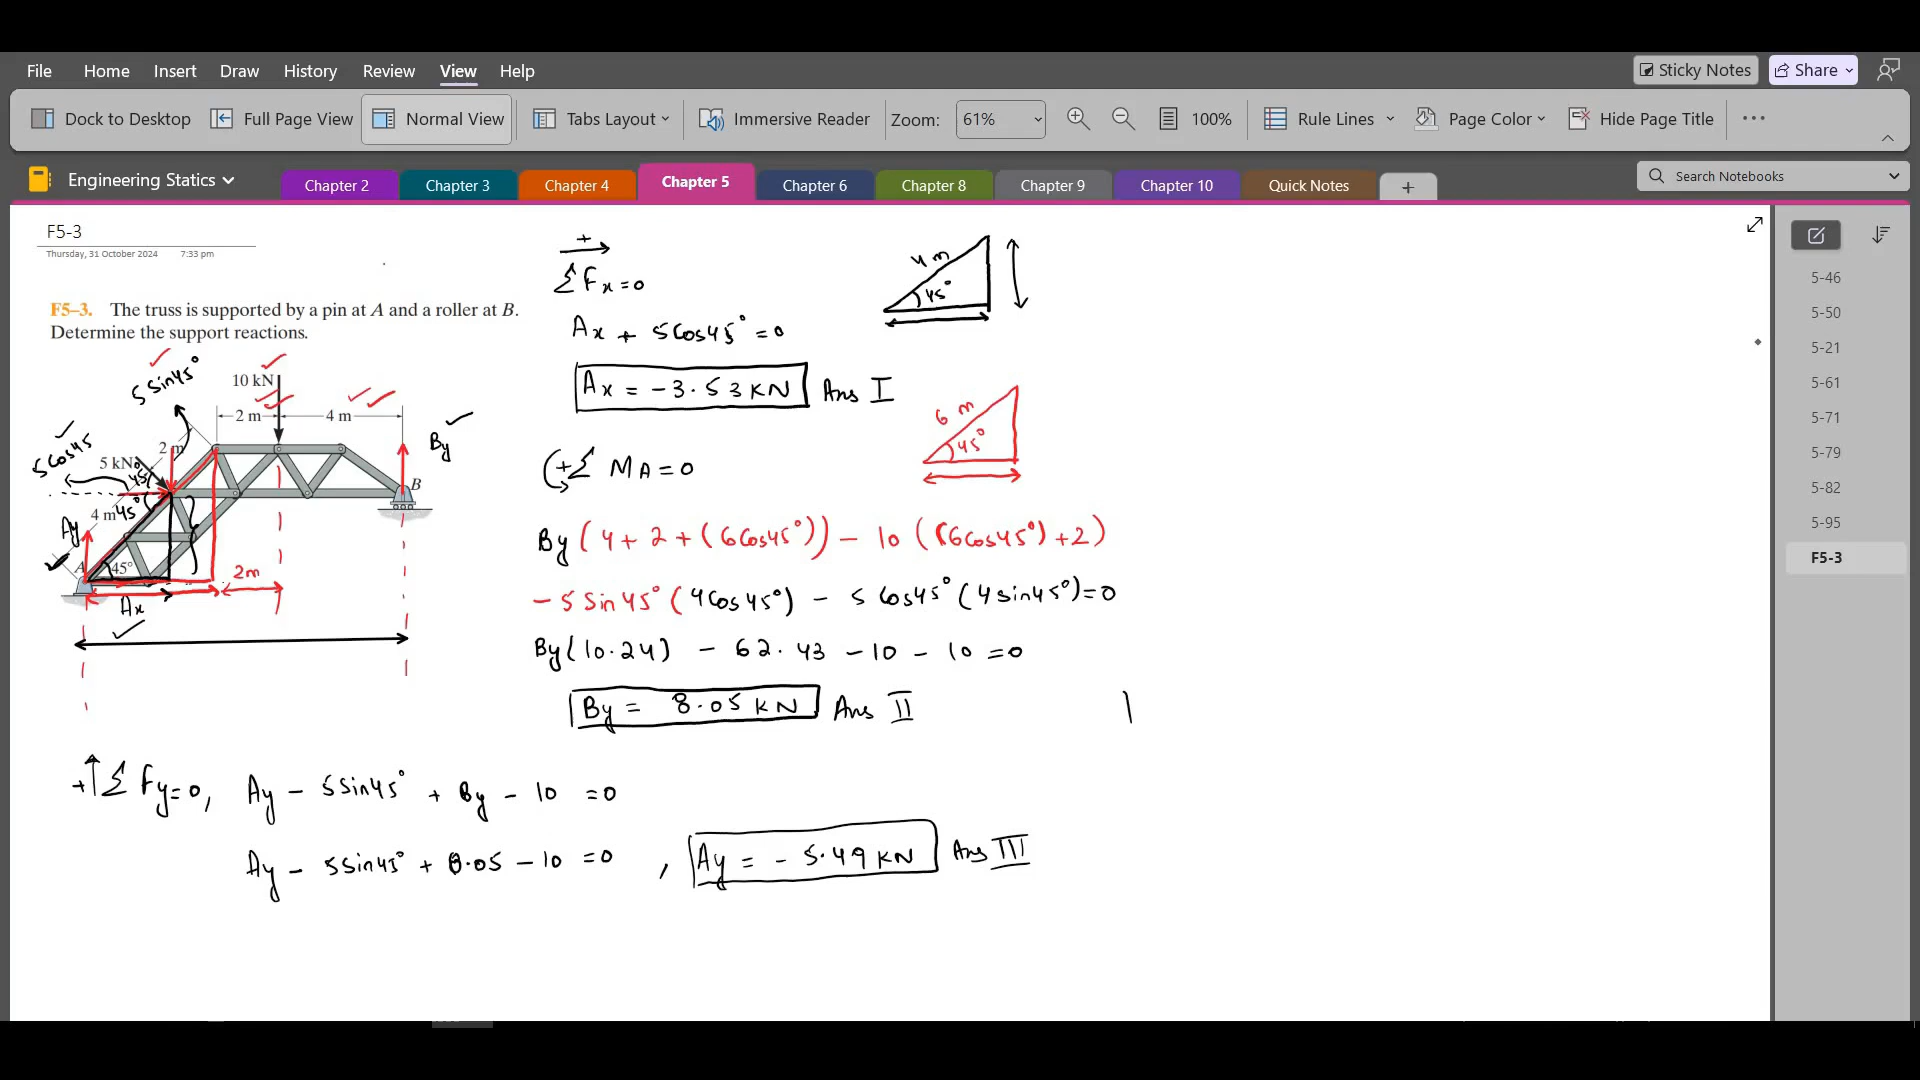 File Home Insert Draw History Review View Help
Sticky Notes Share
Dock to Desktop Full Page View Normal View Tabs Layout Immersive Reader Zoom: 61% 100% Rule Lines Page Color Hide Page Title
Engineering Statics Chapter 2 Chapter 3 Chapter 4 Chapter 5 Chapter 6 Chapter 8 Chapter 9 Chapter 10 Quick Notes +
Search Notebooks
F5-3
Thursday, 31 October 2024 7:33 pm
F5–3. The truss is supported by a pin at A and a roller at B.
Determine the support reactions.
5 Sin45°
10 kN
2 m
4 m
By
5 Cos45
2 m
5 kN
45°
45°
B
4 m
Ay
A
45°
2m
Ax
+
ΣFx=0
Ax + 5Cos45°=0
Ax = -3.53KN Ans I
4 m
45°
6 m
45°
(+Σ MA=0
By(4+2+(6Cos45°)) - 10((6Cos45°)+2)
- 5 Sin45°(4Cos45°) - 5 Cos45°(4sin45°)=0
By(10.24) - 62.43 -10 - 10 =0
By = 8.05 KN Ans II
+↑ΣFy=0, Ay - 5sin45° + By - 10 =0
Ay - 5sin45° + 8.05 - 10 =0 , Ay = - 5.49 KN Ans III
5-46
5-50
5-21
5-61
5-71
5-79
5-82
5-95
F5-3